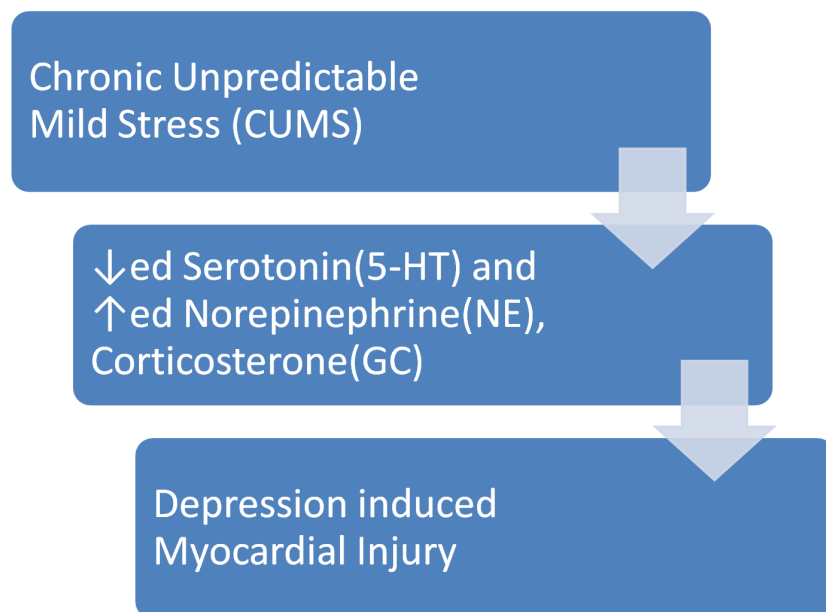 Chronic Unpredictable
Mild Stress (CUMS)
↓ed Serotonin(5-HT) and
↑ed Norepinephrine(NE),
Corticosterone(GC)
Depression induced
Myocardial Injury